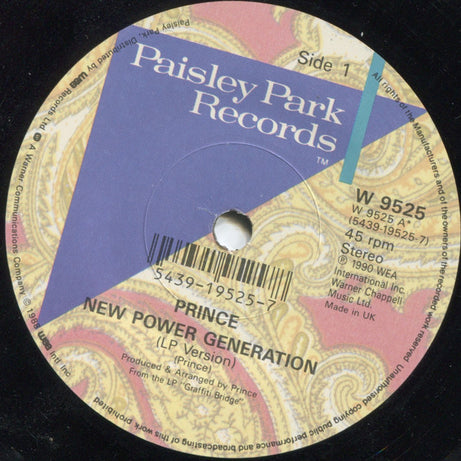 Paisley Park
Records
TM
Side 1
W 9525
W 9525 A*
(5439-19525-7)
45 rpm
Stereo
℗ 1990 WEA
International Inc.
Warner Chappell
Music Ltd.
Made in UK
5439-19525-7
PRINCE
NEW POWER GENERATION
(LP Version)
(Prince)
Produced & Arranged by Prince
From the LP "Graffiti Bridge"
All rights of the Manufacturers and of the owners of the recorded work reserved. Unauthorised copying public performance and broadcasting of this work prohibited
Paisley Park. Distributed by wea Records Ltd. A Warner Communications Company. © 1985 wea Int'l Inc.